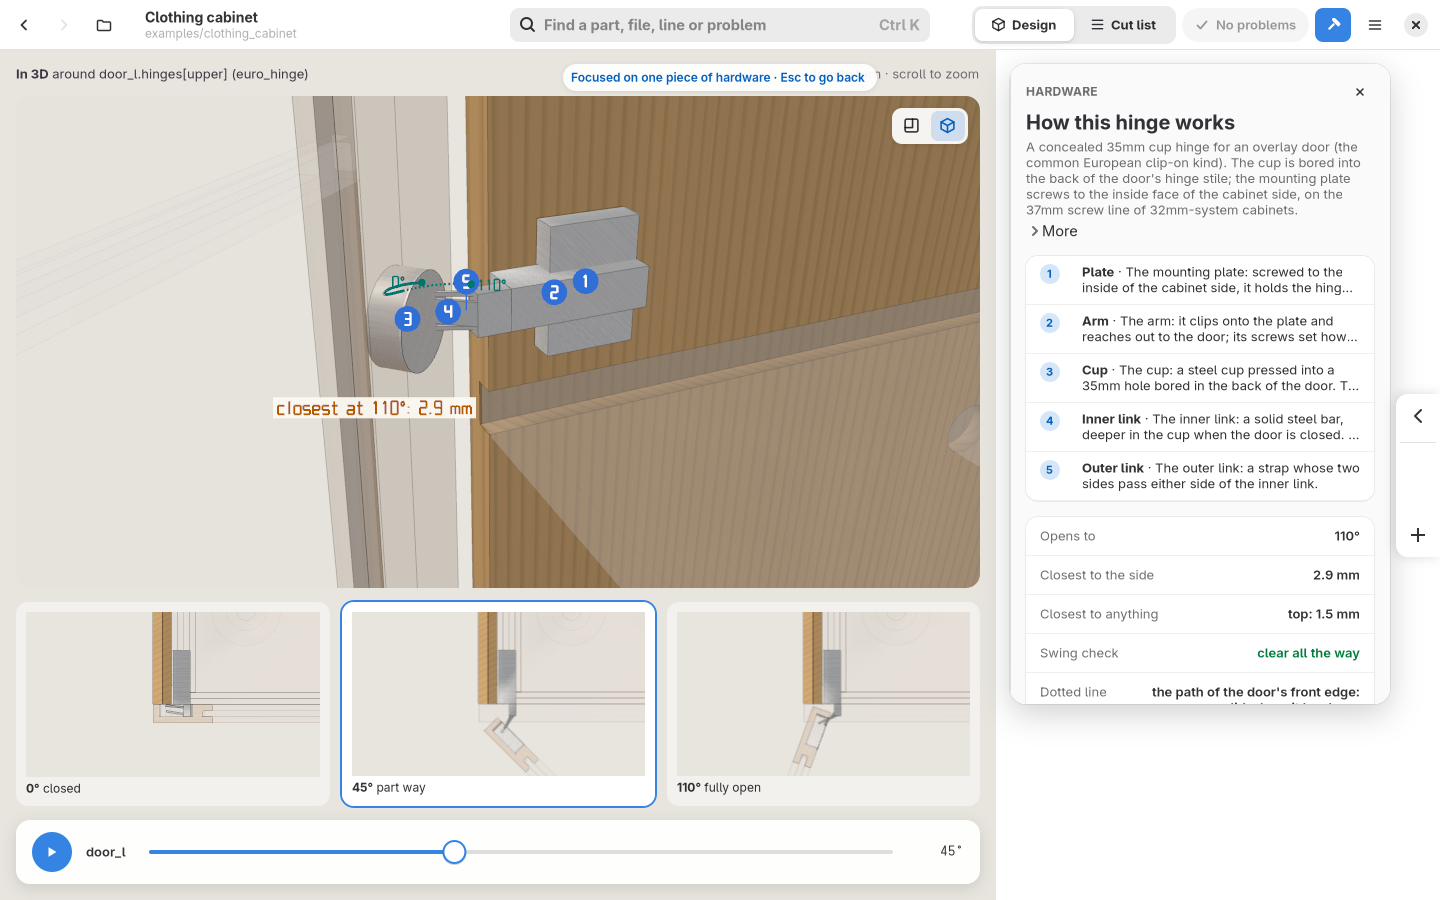 Clothing cabinet
examples/clothing_cabinet
Find a part, file, line or problem
Ctrl K
Design
Cut list
No problems
In 3D around door_l.hinges[upper] (euro_hinge)
Focused on one piece of hardware · Esc to go back
· scroll to zoom
0°
110°
5
1
2
4
3
closest at 110°: 2.9 mm
0° closed
45° part way
110° fully open
door_l
45°
HARDWARE
How this hinge works
A concealed 35mm cup hinge for an overlay door (the
common European clip-on kind). The cup is bored into
the back of the door's hinge stile; the mounting plate
screws to the inside face of the cabinet side, on the
37mm screw line of 32mm-system cabinets.
More
1
Plate · The mounting plate: screwed to the
inside of the cabinet side, it holds the hing...
2
Arm · The arm: it clips onto the plate and
reaches out to the door; its screws set how...
3
Cup · The cup: a steel cup pressed into a
35mm hole bored in the back of the door. T...
4
Inner link · The inner link: a solid steel bar,
deeper in the cup when the door is closed. ...
5
Outer link · The outer link: a strap whose two
sides pass either side of the inner link.
Opens to
110°
Closest to the side
2.9 mm
Closest to anything
top: 1.5 mm
Swing check
clear all the way
Dotted line
the path of the door's front edge: